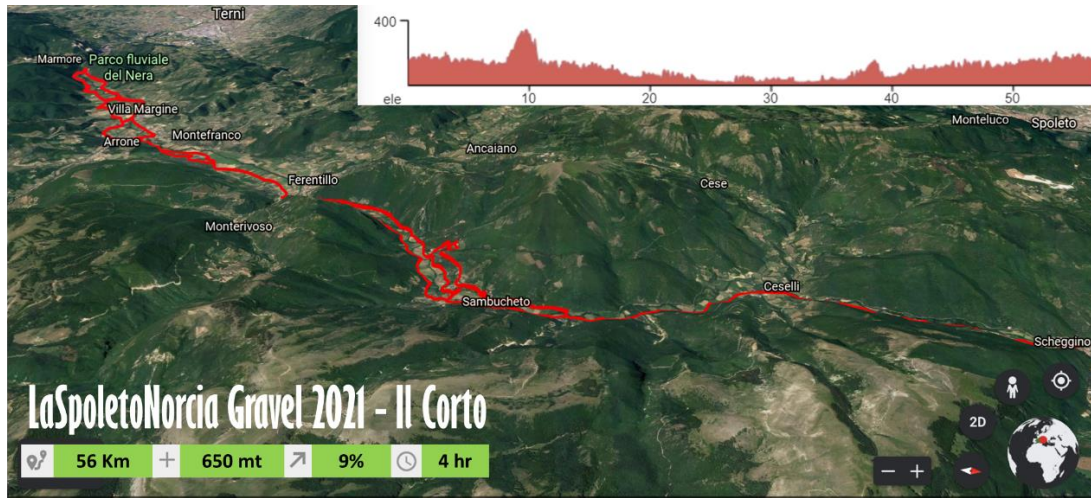 Terni
400
Marmore
Parco fluviale
del Nera
ele
10
20
30
40
50
Villa Margine
Monteluco
Spoleto
Arrone
Montefranco
Ancaiano
Ferentillo
Cese
Monterivoso
Sambucheto
Ceselli
Scheggino
LaSpoletoNorcia Gravel 2021 - Il Corto
2D
56 Km
650 mt
9%
4 hr